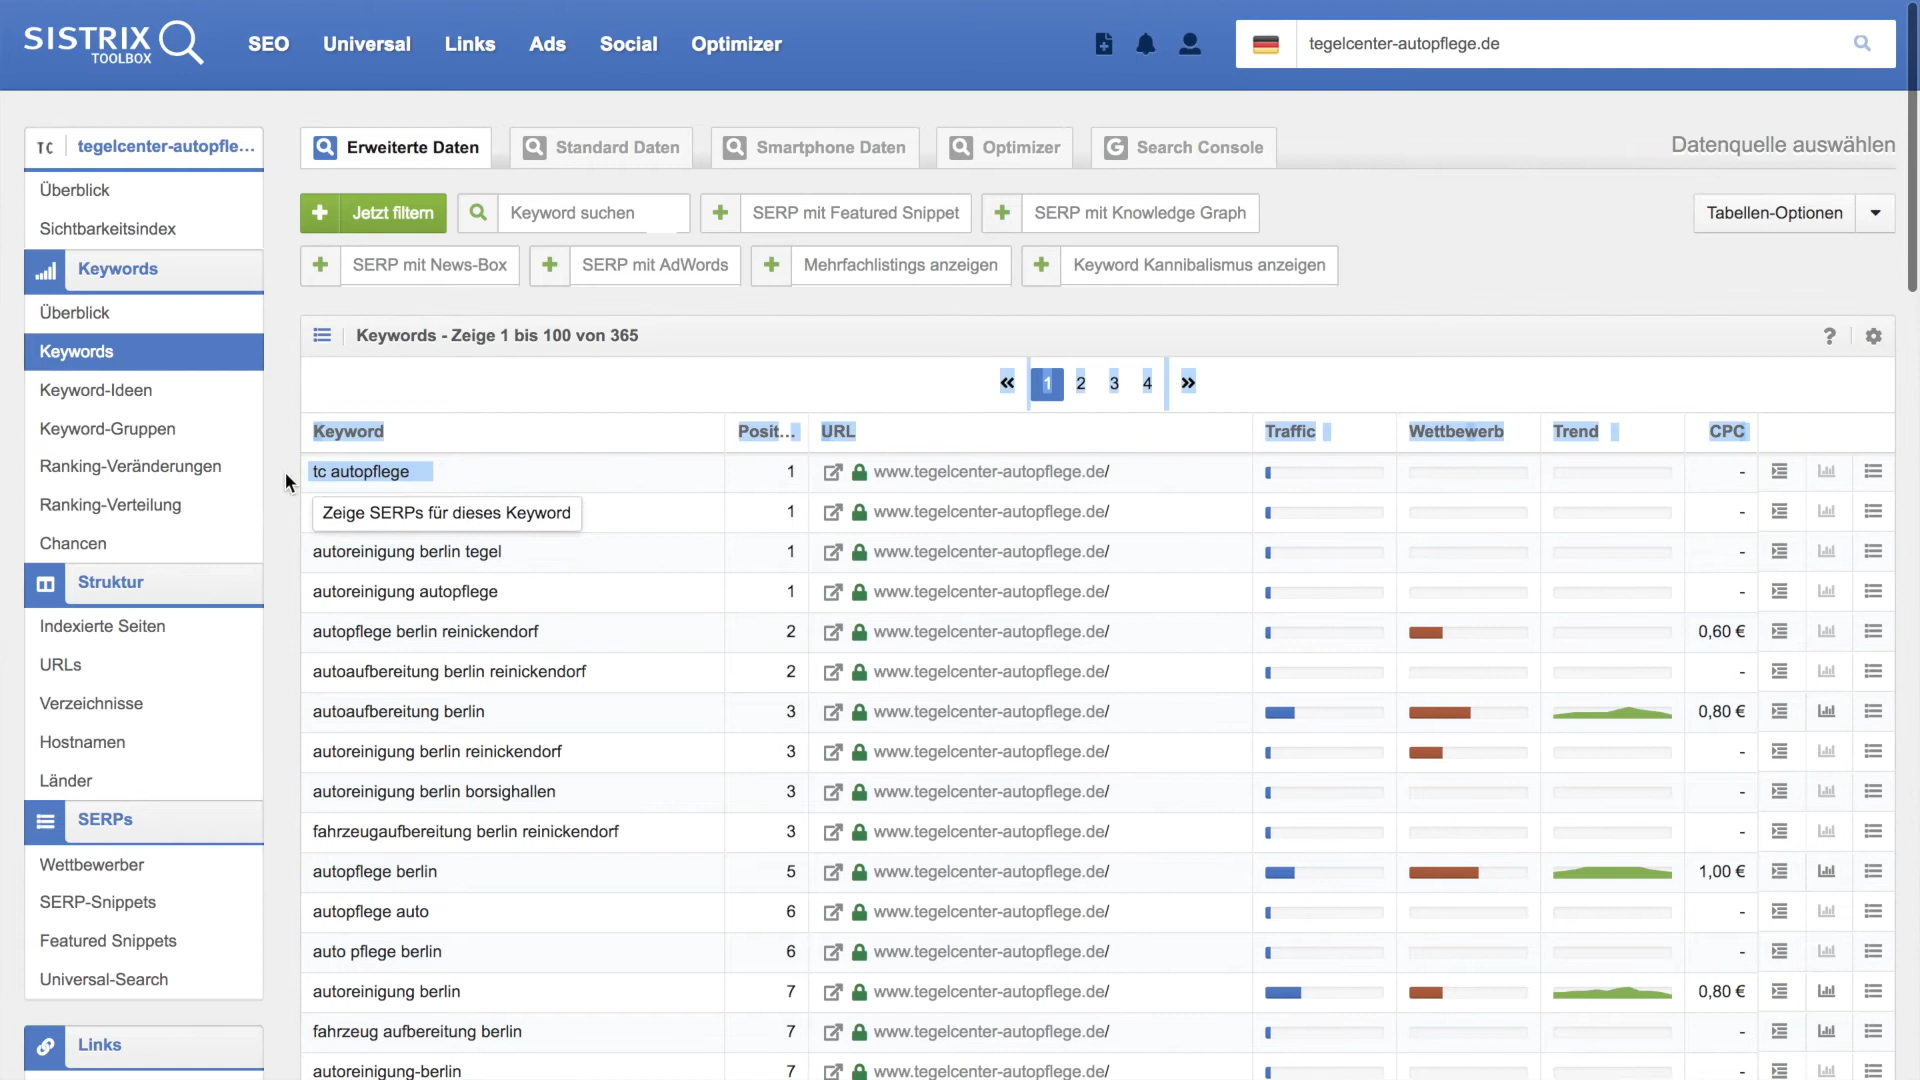 SISTRIX
TOOLBOX
SEO Universal Links Ads Social Optimizer
tegelcenter-autopflege.de
TC tegelcenter-autopfle...
Überblick
Sichtbarkeitsindex
Keywords
Überblick
Keywords
Keyword-Ideen
Keyword-Gruppen
Ranking-Veränderungen
Ranking-Verteilung
Chancen
Struktur
Indexierte Seiten
URLs
Verzeichnisse
Hostnamen
Länder
SERPs
Wettbewerber
SERP-Snippets
Featured Snippets
Universal-Search
Links
Erweiterte Daten Standard Daten Smartphone Daten Optimizer G Search Console Datenquelle auswählen
Jetzt filtern Keyword suchen SERP mit Featured Snippet SERP mit Knowledge Graph Tabellen-Optionen
SERP mit News-Box SERP mit AdWords Mehrfachlistings anzeigen Keyword Kannibalismus anzeigen
Keywords - Zeige 1 bis 100 von 365 ?
« 1 2 3 4 »
Keyword Posit... URL Traffic Wettbewerb Trend CPC
tc autopflege 1 www.tegelcenter-autopflege.de/ -
Zeige SERPs für dieses Keyword 1 www.tegelcenter-autopflege.de/ -
autoreinigung berlin tegel 1 www.tegelcenter-autopflege.de/ -
autoreinigung autopflege 1 www.tegelcenter-autopflege.de/ -
autopflege berlin reinickendorf 2 www.tegelcenter-autopflege.de/ 0,60 €
autoaufbereitung berlin reinickendorf 2 www.tegelcenter-autopflege.de/ -
autoaufbereitung berlin 3 www.tegelcenter-autopflege.de/ 0,80 €
autoreinigung berlin reinickendorf 3 www.tegelcenter-autopflege.de/ -
autoreinigung berlin borsighallen 3 www.tegelcenter-autopflege.de/ -
fahrzeugaufbereitung berlin reinickendorf 3 www.tegelcenter-autopflege.de/ -
autopflege berlin 5 www.tegelcenter-autopflege.de/ 1,00 €
autopflege auto 6 www.tegelcenter-autopflege.de/ -
auto pflege berlin 6 www.tegelcenter-autopflege.de/ -
autoreinigung berlin 7 www.tegelcenter-autopflege.de/ 0,80 €
fahrzeug aufbereitung berlin 7 www.tegelcenter-autopflege.de/ -
autoreinigung-berlin 7 www.tegelcenter-autopflege.de/ -